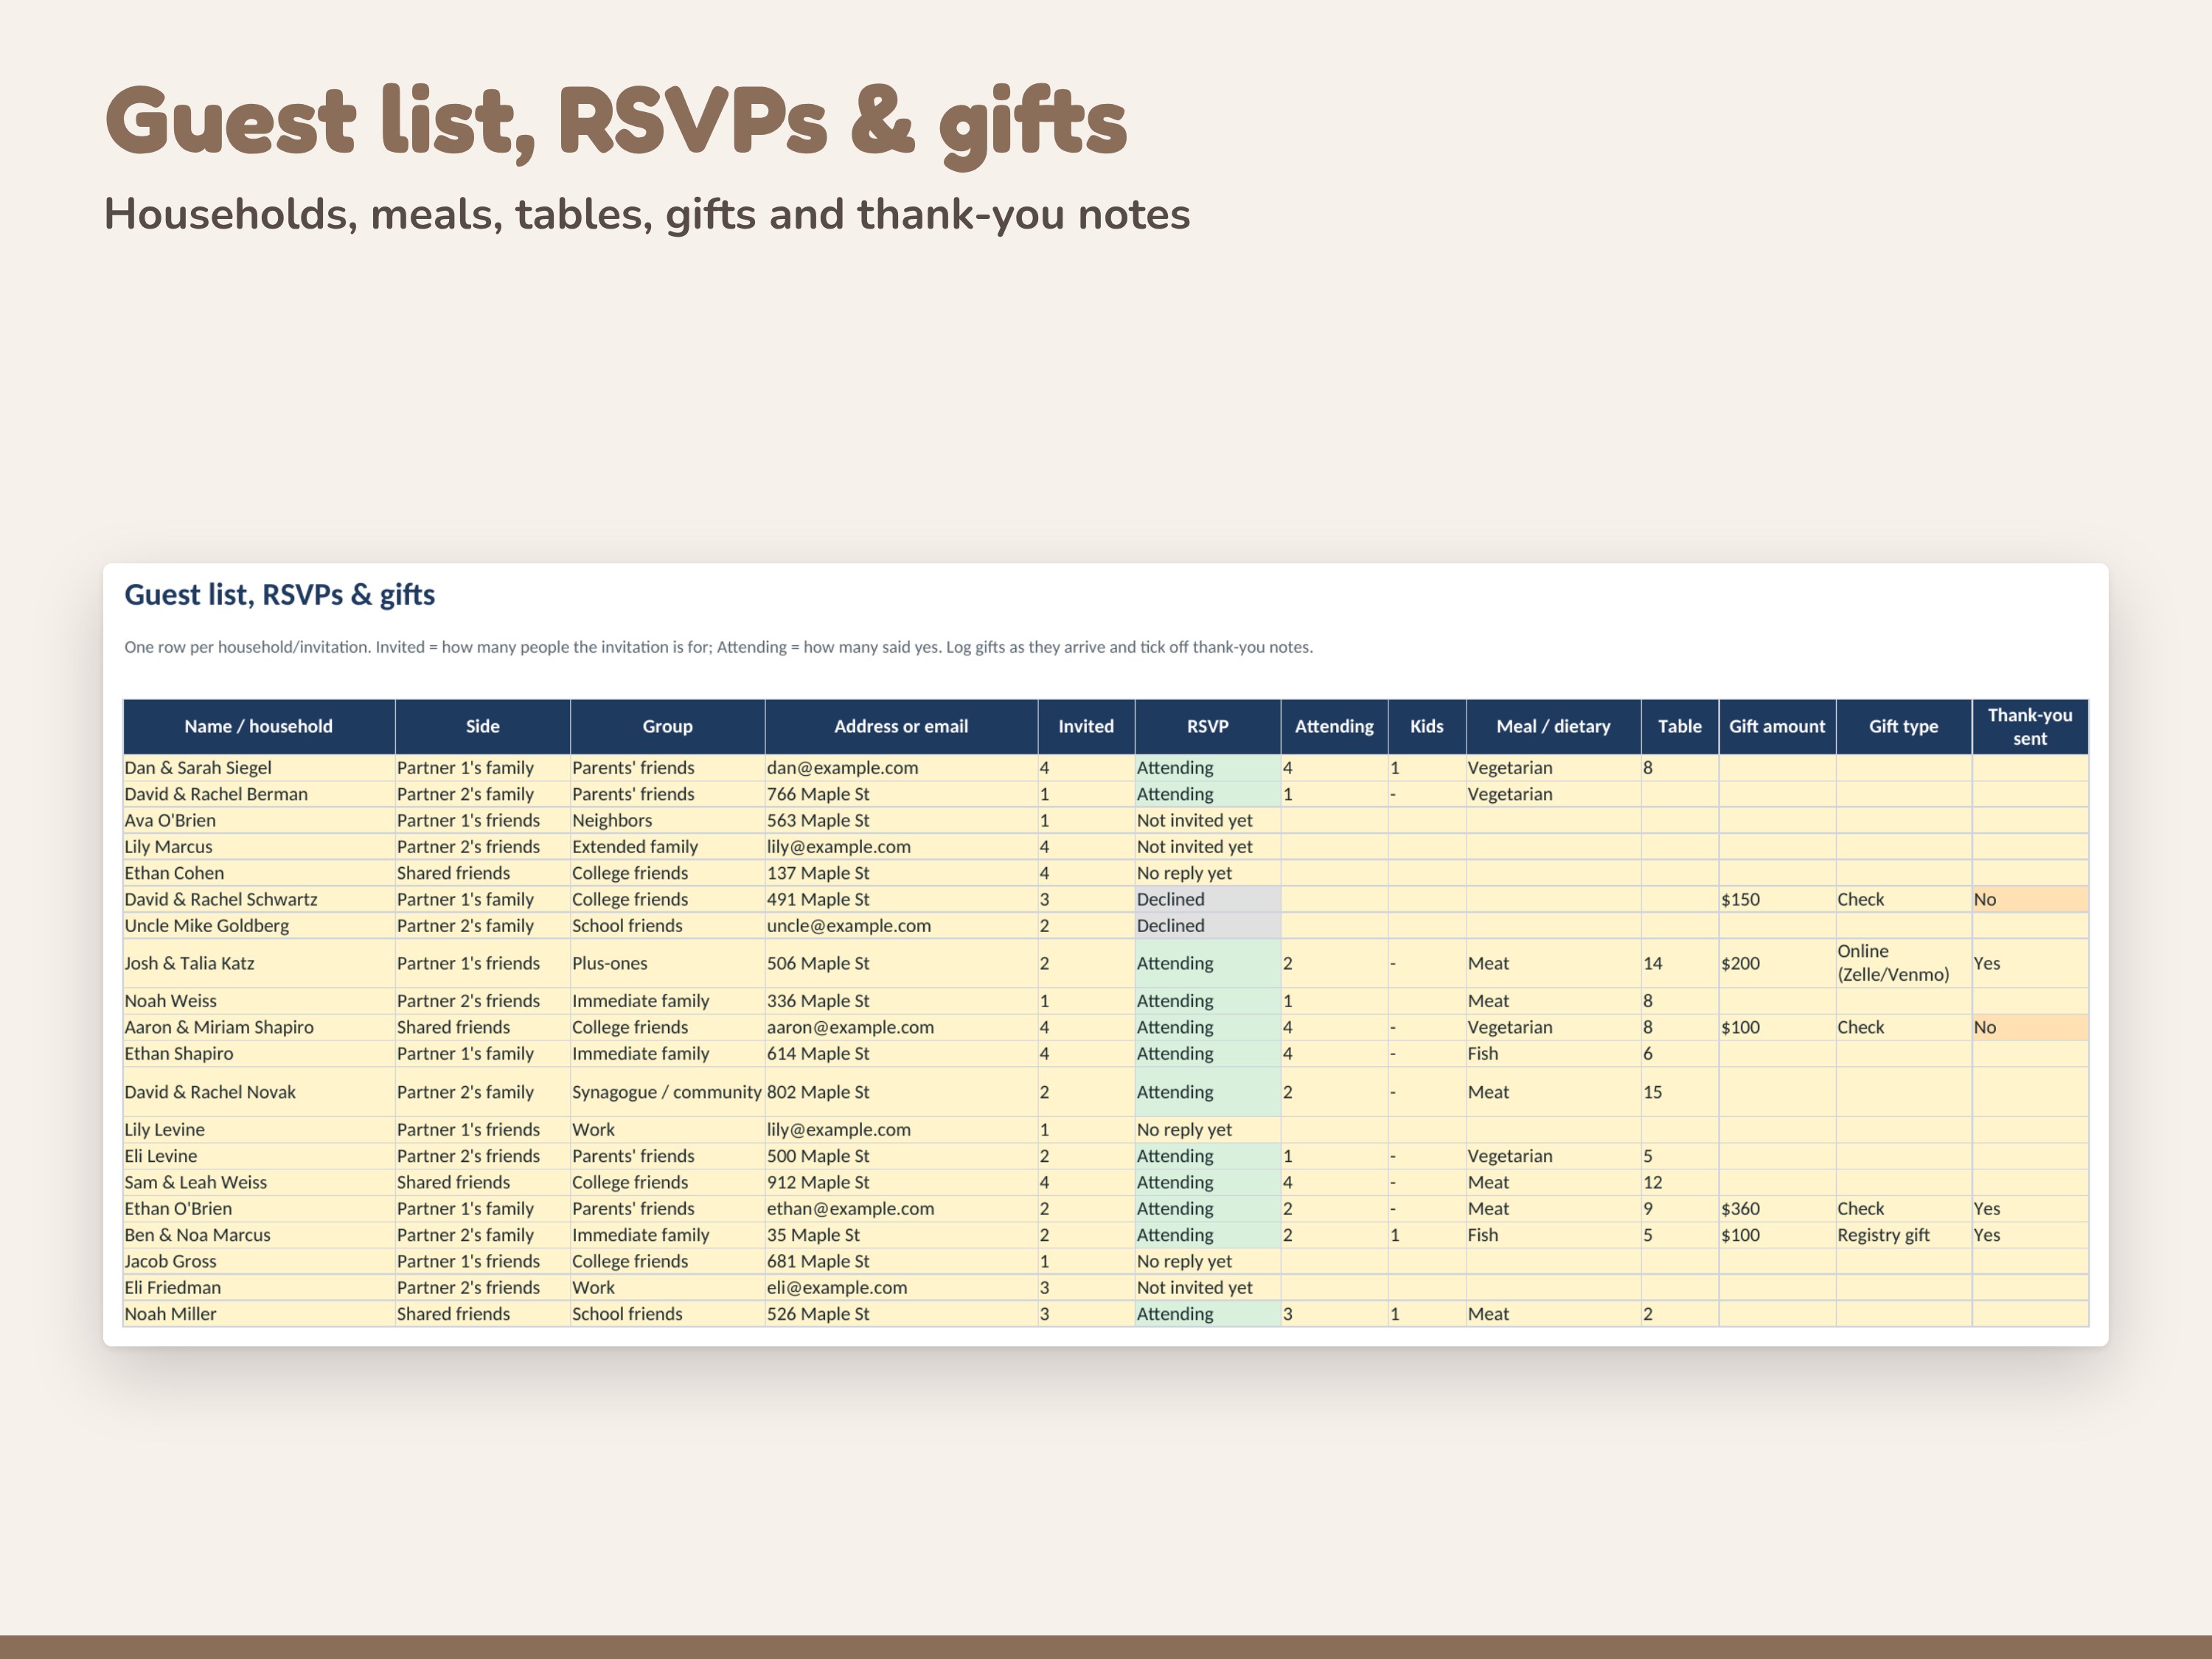 Guest list, RSVPs & gifts
Households, meals, tables, gifts and thank-you notes
Guest list, RSVPs & gifts
One row per household/invitation. Invited = how many people the invitation is for; Attending = how many said yes. Log gifts as they arrive and tick off thank-you notes.
Name / household Side Group Address or email Invited RSVP Attending Kids Meal / dietary Table Gift amount Gift type Thank-you sent
Dan & Sarah Siegel Partner 1's family Parents' friends dan@example.com 4 Attending 4 1 Vegetarian 8
David & Rachel Berman Partner 2's family Parents' friends 766 Maple St 1 Attending 1 - Vegetarian
Ava O'Brien Partner 1's friends Neighbors 563 Maple St 1 Not invited yet
Lily Marcus Partner 2's friends Extended family lily@example.com 4 Not invited yet
Ethan Cohen Shared friends College friends 137 Maple St 4 No reply yet
David & Rachel Schwartz Partner 1's family College friends 491 Maple St 3 Declined $150 Check No
Uncle Mike Goldberg Partner 2's family School friends uncle@example.com 2 Declined
Josh & Talia Katz Partner 1's friends Plus-ones 506 Maple St 2 Attending 2 - Meat 14 $200 Online (Zelle/Venmo) Yes
Noah Weiss Partner 2's friends Immediate family 336 Maple St 1 Attending 1 Meat 8
Aaron & Miriam Shapiro Shared friends College friends aaron@example.com 4 Attending 4 - Vegetarian 8 $100 Check No
Ethan Shapiro Partner 1's family Immediate family 614 Maple St 4 Attending 4 - Fish 6
David & Rachel Novak Partner 2's family Synagogue / community 802 Maple St 2 Attending 2 - Meat 15
Lily Levine Partner 1's friends Work lily@example.com 1 No reply yet
Eli Levine Partner 2's friends Parents' friends 500 Maple St 2 Attending 1 - Vegetarian 5
Sam & Leah Weiss Shared friends College friends 912 Maple St 4 Attending 4 - Meat 12
Ethan O'Brien Partner 1's family Parents' friends ethan@example.com 2 Attending 2 - Meat 9 $360 Check Yes
Ben & Noa Marcus Partner 2's family Immediate family 35 Maple St 2 Attending 2 1 Fish 5 $100 Registry gift Yes
Jacob Gross Partner 1's friends College friends 681 Maple St 1 No reply yet
Eli Friedman Partner 2's friends Work eli@example.com 3 Not invited yet
Noah Miller Shared friends School friends 526 Maple St 3 Attending 3 1 Meat 2